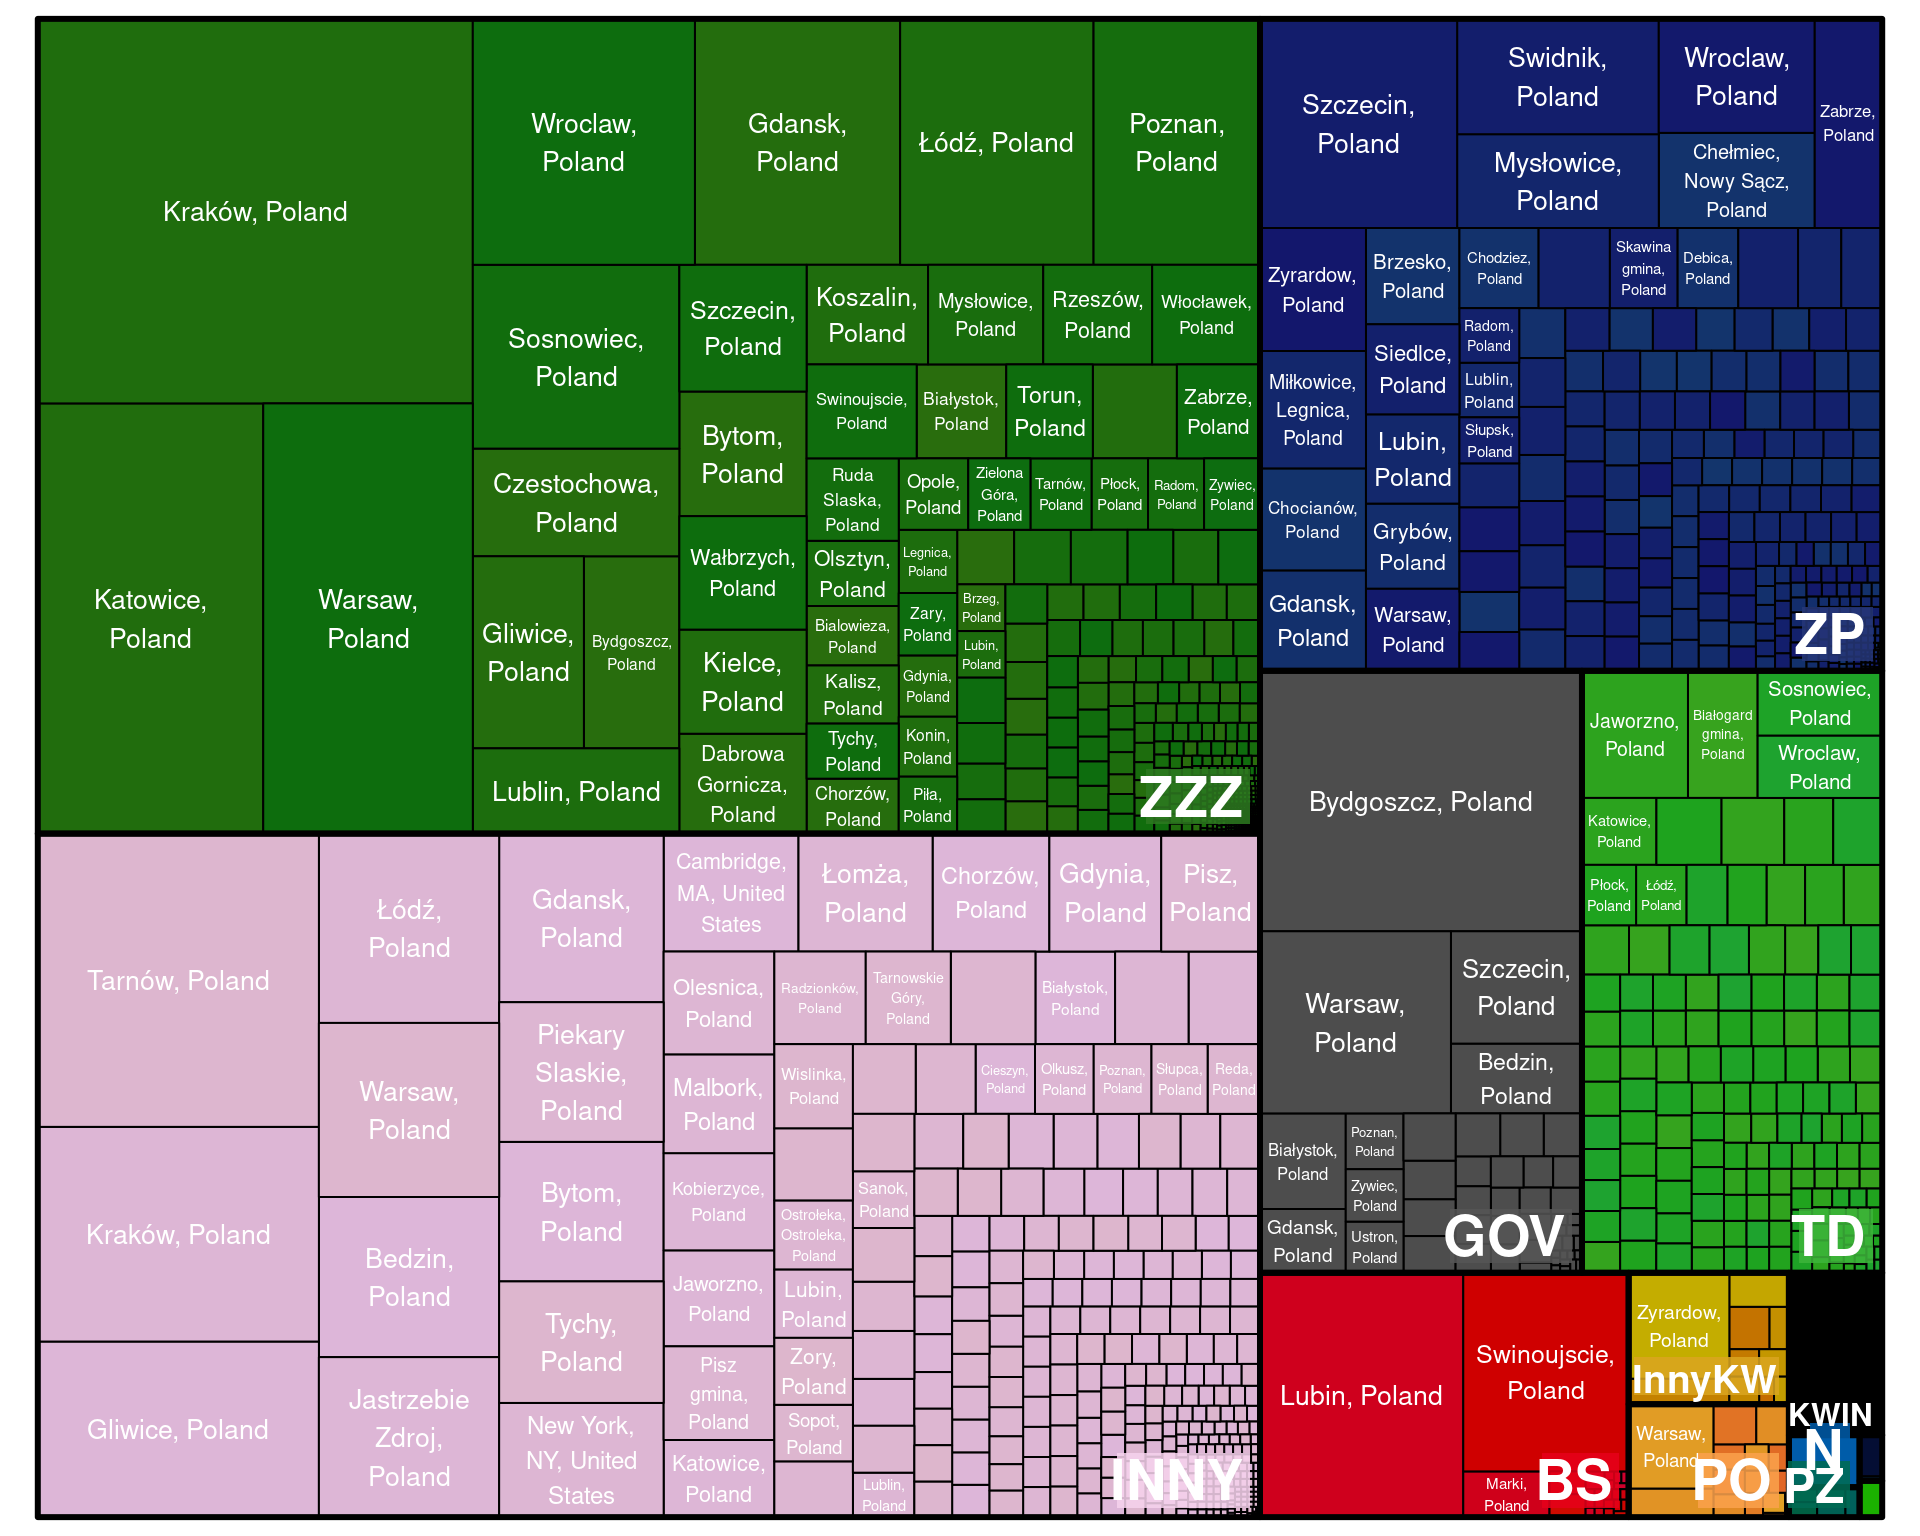 Kraków, Poland
Katowice,
Poland
Warsaw,
Poland
Wroclaw,
Poland
Gdansk,
Poland
Łódź, Poland
Poznan,
Poland
Sosnowiec,
Poland
Czestochowa,
Poland
Gliwice,
Poland
Bydgoszcz,
Poland
Lublin, Poland
Szczecin,
Poland
Bytom,
Poland
Wałbrzych,
Poland
Kielce,
Poland
Dabrowa
Gornicza,
Poland
Koszalin,
Poland
Mysłowice,
Poland
Rzeszów,
Poland
Włocławek,
Poland
Swinoujscie,
Poland
Białystok,
Poland
Torun,
Poland
Zabrze,
Poland
Ruda
Slaska,
Poland
Olsztyn,
Poland
Bialowieza,
Poland
Kalisz,
Poland
Tychy,
Poland
Chorzów,
Poland
Opole,
Poland
Zielona
Góra,
Poland
Tarnów,
Poland
Płock,
Poland
Radom,
Poland
Zywiec,
Poland
Legnica,
Poland
Zary,
Poland
Gdynia,
Poland
Konin,
Poland
Piła,
Poland
Brzeg,
Poland
Lubin,
Poland
ZZZ
Szczecin,
Poland
Swidnik,
Poland
Mysłowice,
Poland
Wroclaw,
Poland
Chełmiec,
Nowy Sącz,
Poland
Zabrze,
Poland
Zyrardow,
Poland
Miłkowice,
Legnica,
Poland
Chocianów,
Poland
Gdansk,
Poland
Brzesko,
Poland
Siedlce,
Poland
Lubin,
Poland
Grybów,
Poland
Warsaw,
Poland
Chodziez,
Poland
Skawina
gmina,
Poland
Debica,
Poland
Radom,
Poland
Lublin,
Poland
Słupsk,
Poland
ZP
Tarnów, Poland
Kraków, Poland
Gliwice, Poland
Łódź,
Poland
Warsaw,
Poland
Bedzin,
Poland
Jastrzebie
Zdroj,
Poland
Gdansk,
Poland
Piekary
Slaskie,
Poland
Bytom,
Poland
Tychy,
Poland
New York,
NY, United
States
Cambridge,
MA, United
States
Łomża,
Poland
Chorzów,
Poland
Gdynia,
Poland
Pisz,
Poland
Olesnica,
Poland
Malbork,
Poland
Kobierzyce,
Poland
Jaworzno,
Poland
Pisz
gmina,
Poland
Katowice,
Poland
Radzionków,
Poland
Tarnowskie
Góry,
Poland
Białystok,
Poland
Wislinka,
Poland
Cieszyn,
Poland
Olkusz,
Poland
Poznan,
Poland
Słupca,
Poland
Reda,
Poland
Ostrołeka,
Ostroleka,
Poland
Lubin,
Poland
Zory,
Poland
Sopot,
Poland
Sanok,
Poland
Lublin,
Poland
INNY
Bydgoszcz, Poland
Warsaw,
Poland
Szczecin,
Poland
Bedzin,
Poland
Białystok,
Poland
Gdansk,
Poland
Poznan,
Poland
Zywiec,
Poland
Ustron,
Poland
GOV
Jaworzno,
Poland
Białogard
gmina,
Poland
Sosnowiec,
Poland
Wroclaw,
Poland
Katowice,
Poland
Płock,
Poland
Łódź,
Poland
TD
Lubin, Poland
Swinoujscie,
Poland
Marki,
Poland
BS
Zyrardow,
Poland
InnyKW
Warsaw,
Poland
PO
KWIN
N
PZ